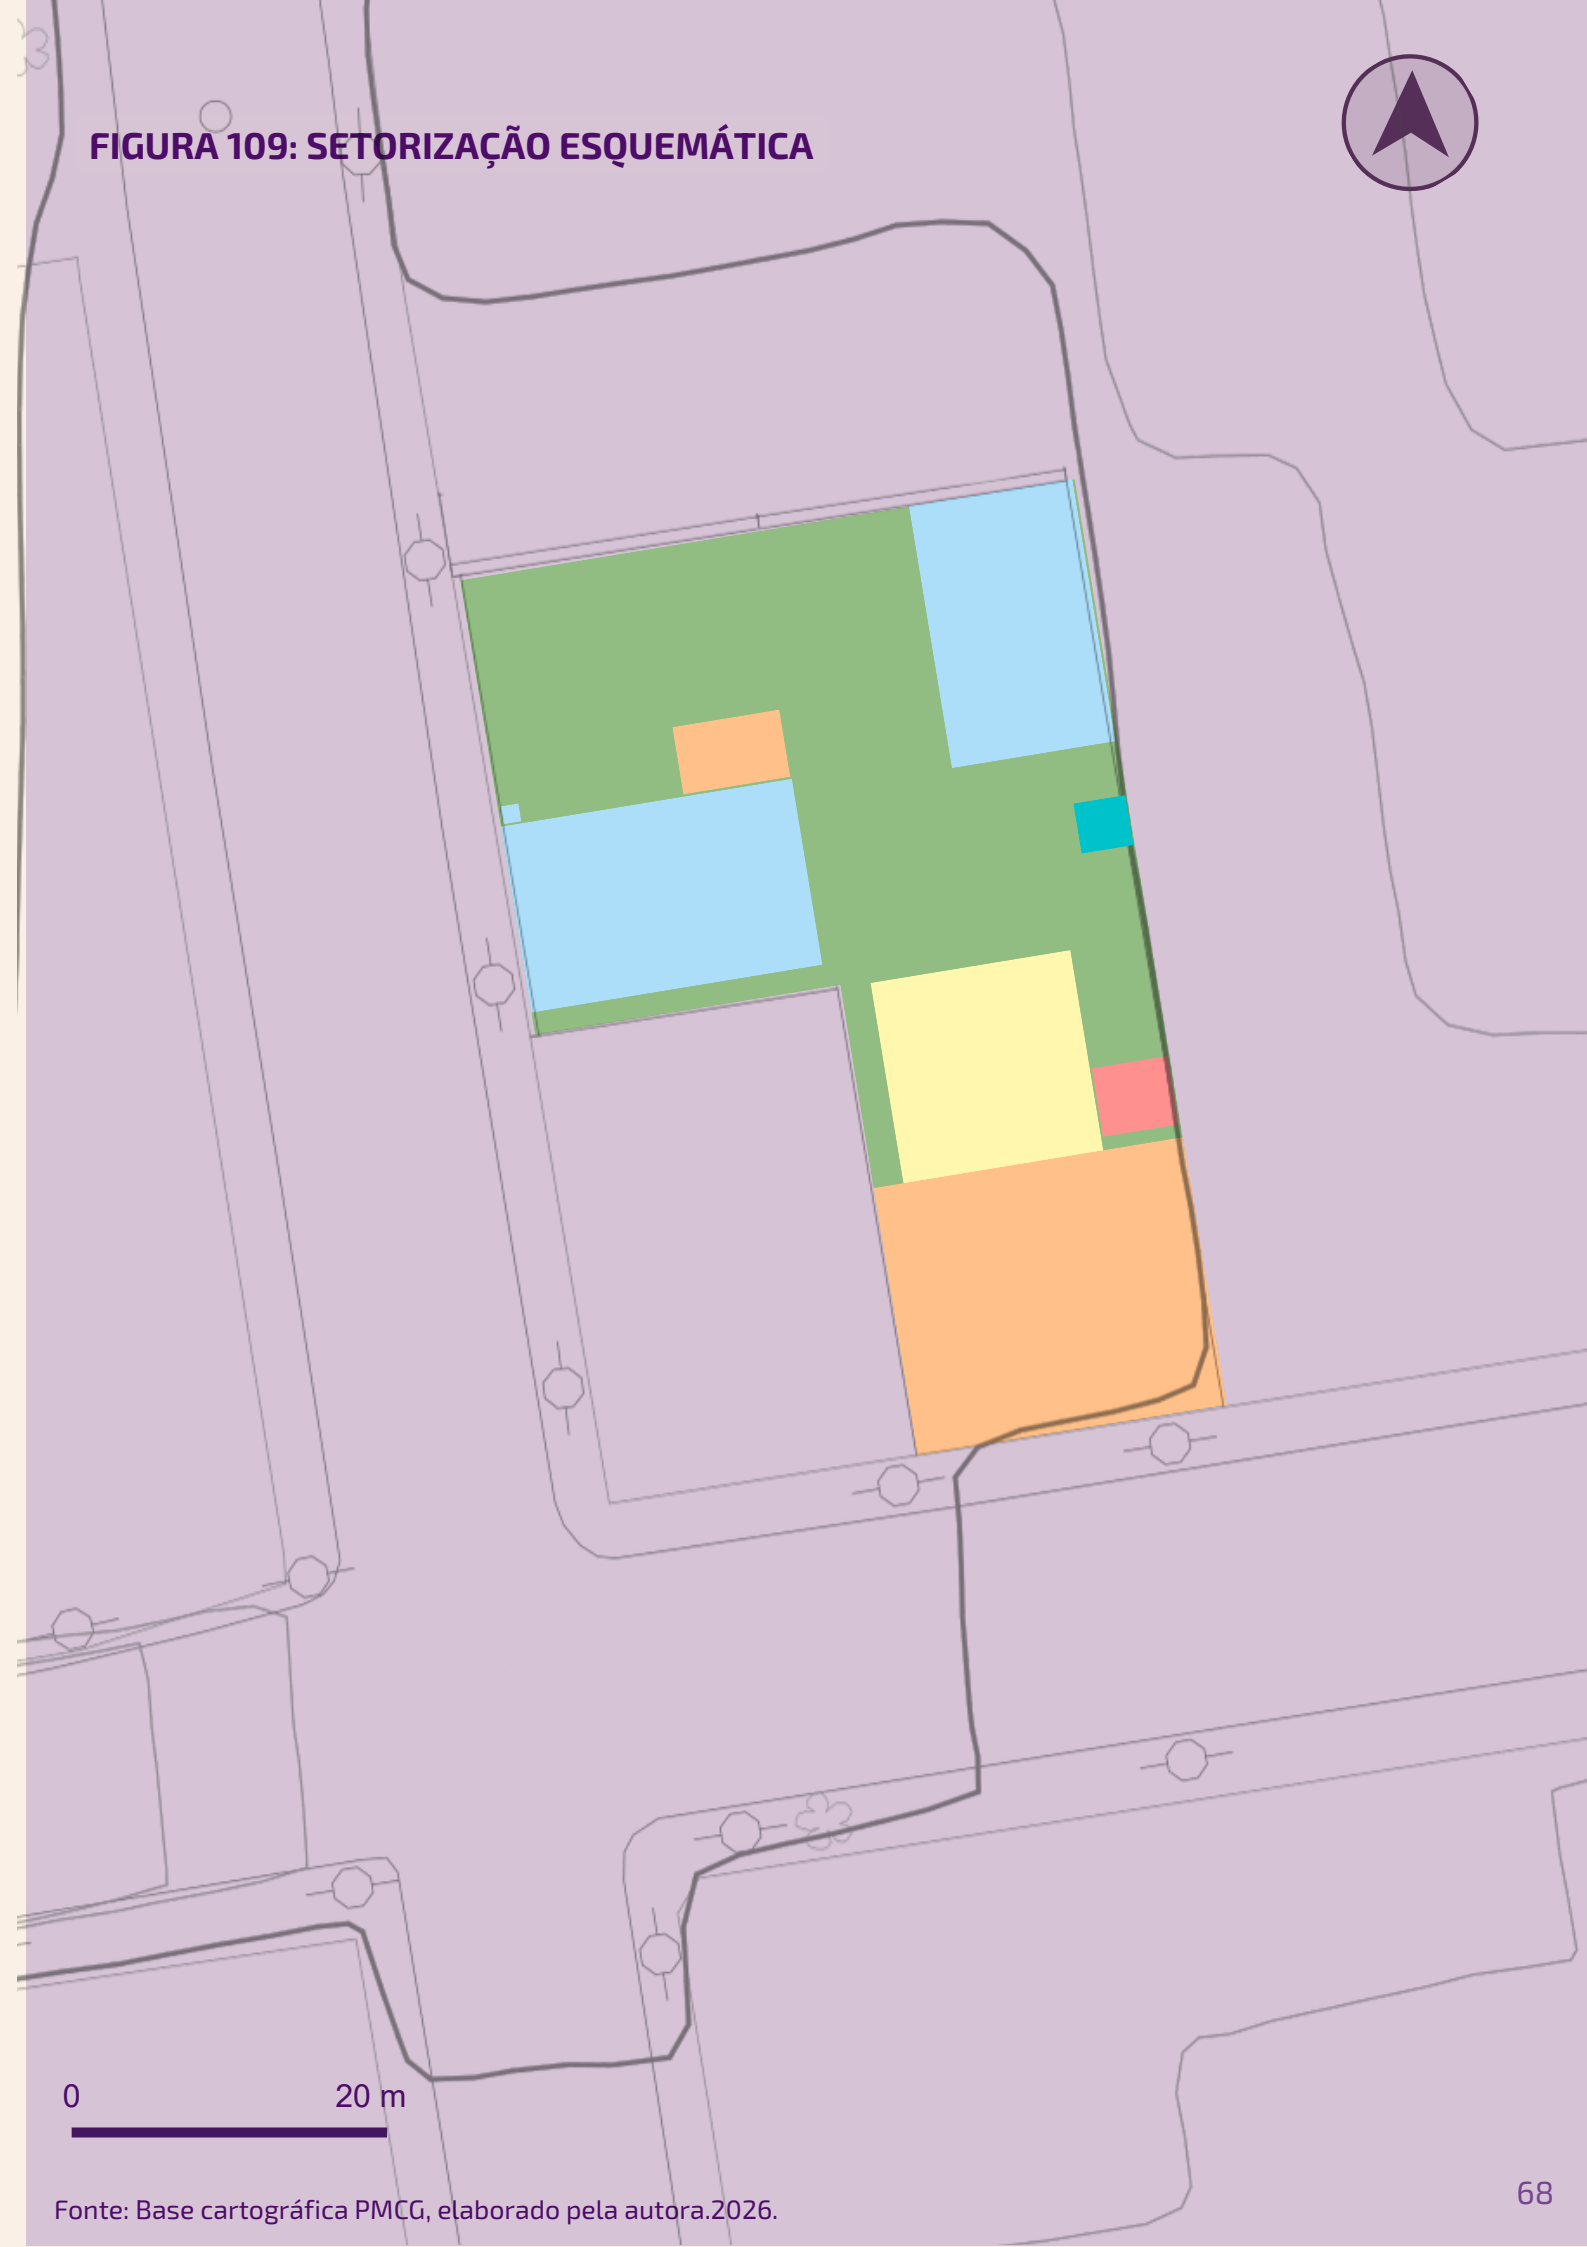 FIGURA 109: SETORIZAÇÃO ESQUEMÁTICA
0 20 m
Fonte: Base cartográfica PMCG, elaborado pela autora.2026.
68